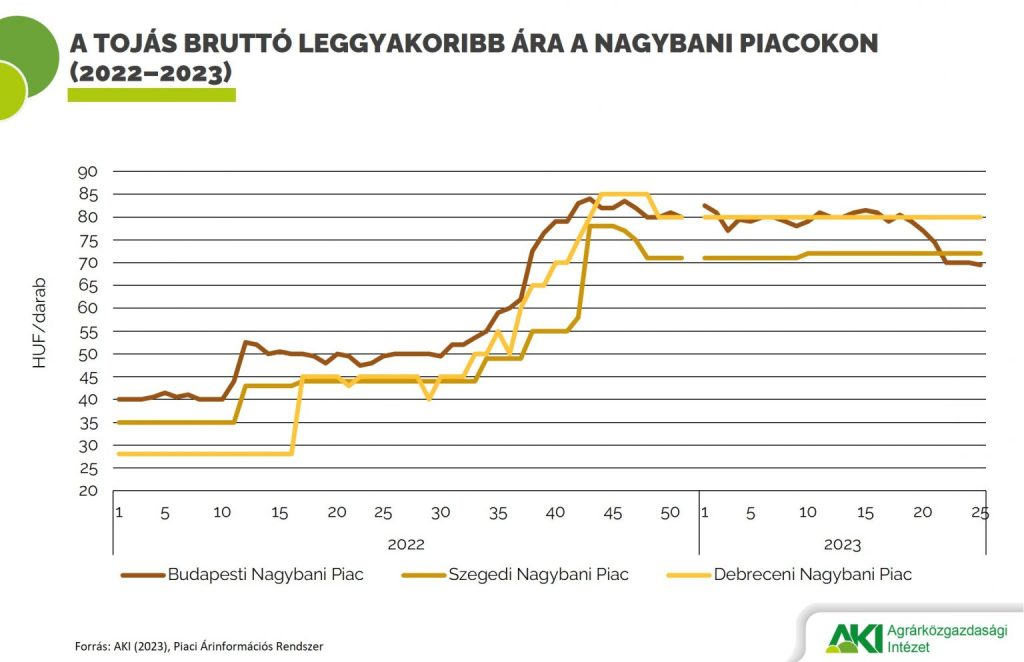 A TOJÁS BRUTTÓ LEGGYAKORIBB ÁRA A NAGYBANI PIACOKON
(2022–2023)
90
85
80
75
70
65
60
55
50
45
40
35
30
25
20
HUF/darab
1 5 10 15 20 25 30 35 40 45 50 1 5 10 15 20 25
2022 2023
Budapesti Nagybani Piac Szegedi Nagybani Piac Debreceni Nagybani Piac
Forrás: AKI (2023), Piaci Árinformációs Rendszer
AKI Agrárközgazdasági
Intézet